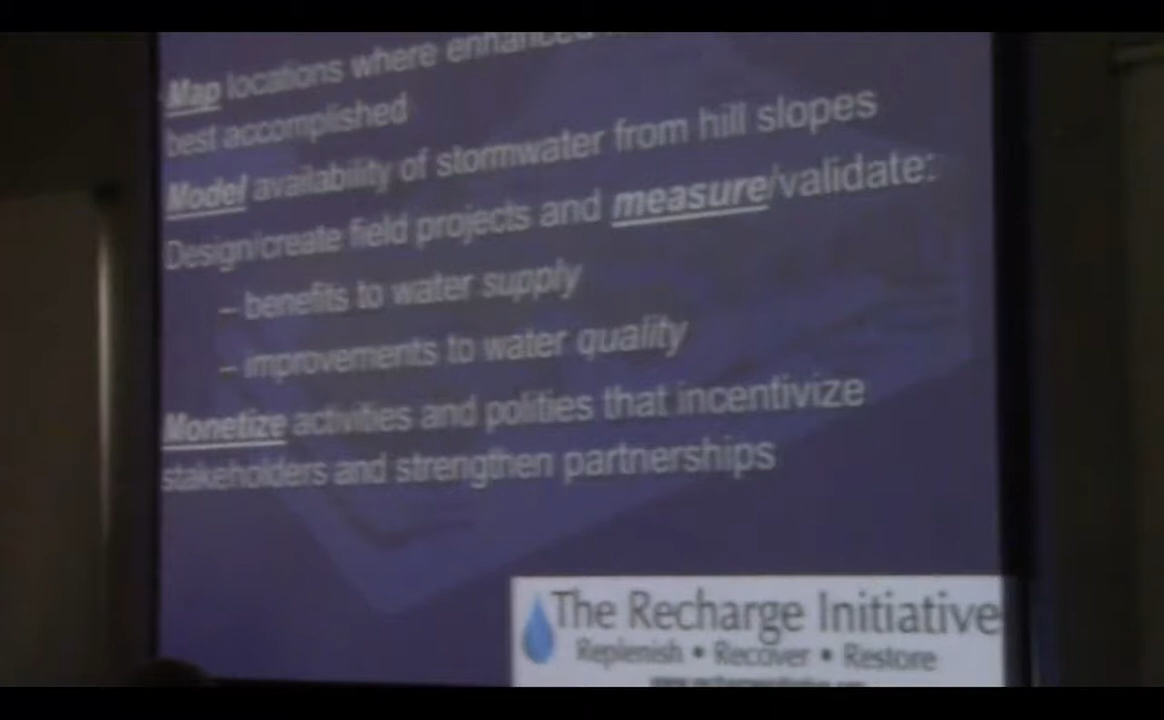 Map locations where enhanced
best accomplished
Model availability of stormwater from hill slopes
Design/create field projects and measure/validate:
– benefits to water supply
– improvements to water quality
Monetize activities and polities that incentivize
stakeholders and strengthen partnerships
The Recharge Initiative
Replenish • Recover • Restore